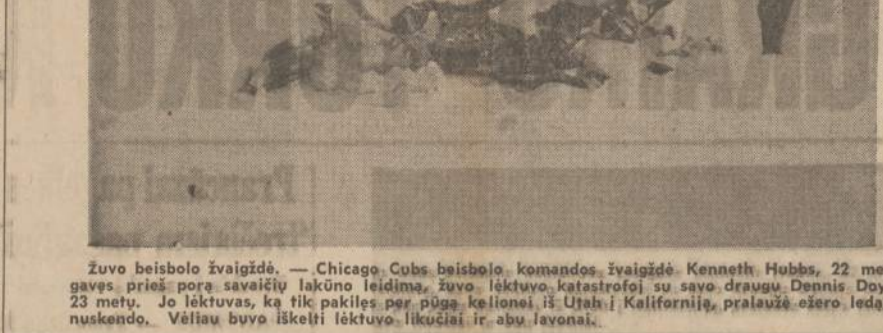 Žuvo beisbolo žvaigždė. — Chicago Cubs beisbolo komandos žvaigždė Kenneth Hubbs, 22 me
gavęs prieš porą savaičių lakūno leidimą, žuvo lėktuvo katastrofoj su savo draugu Dennis Doy
23 metų. Jo lėktuvas, ką tik pakilęs per pūgą kelionei iš Utah į Kaliforniją, pralaužė ežero ledą
nuskendo. Vėliau buvo iškelti lėktuvo likučiai ir abu lavonai.